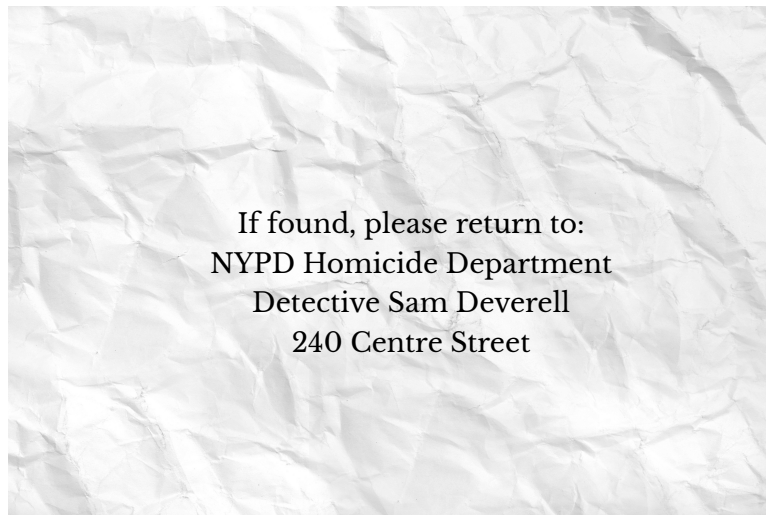 If found, please return to:
NYPD Homicide Department
Detective Sam Deverell
240 Centre Street